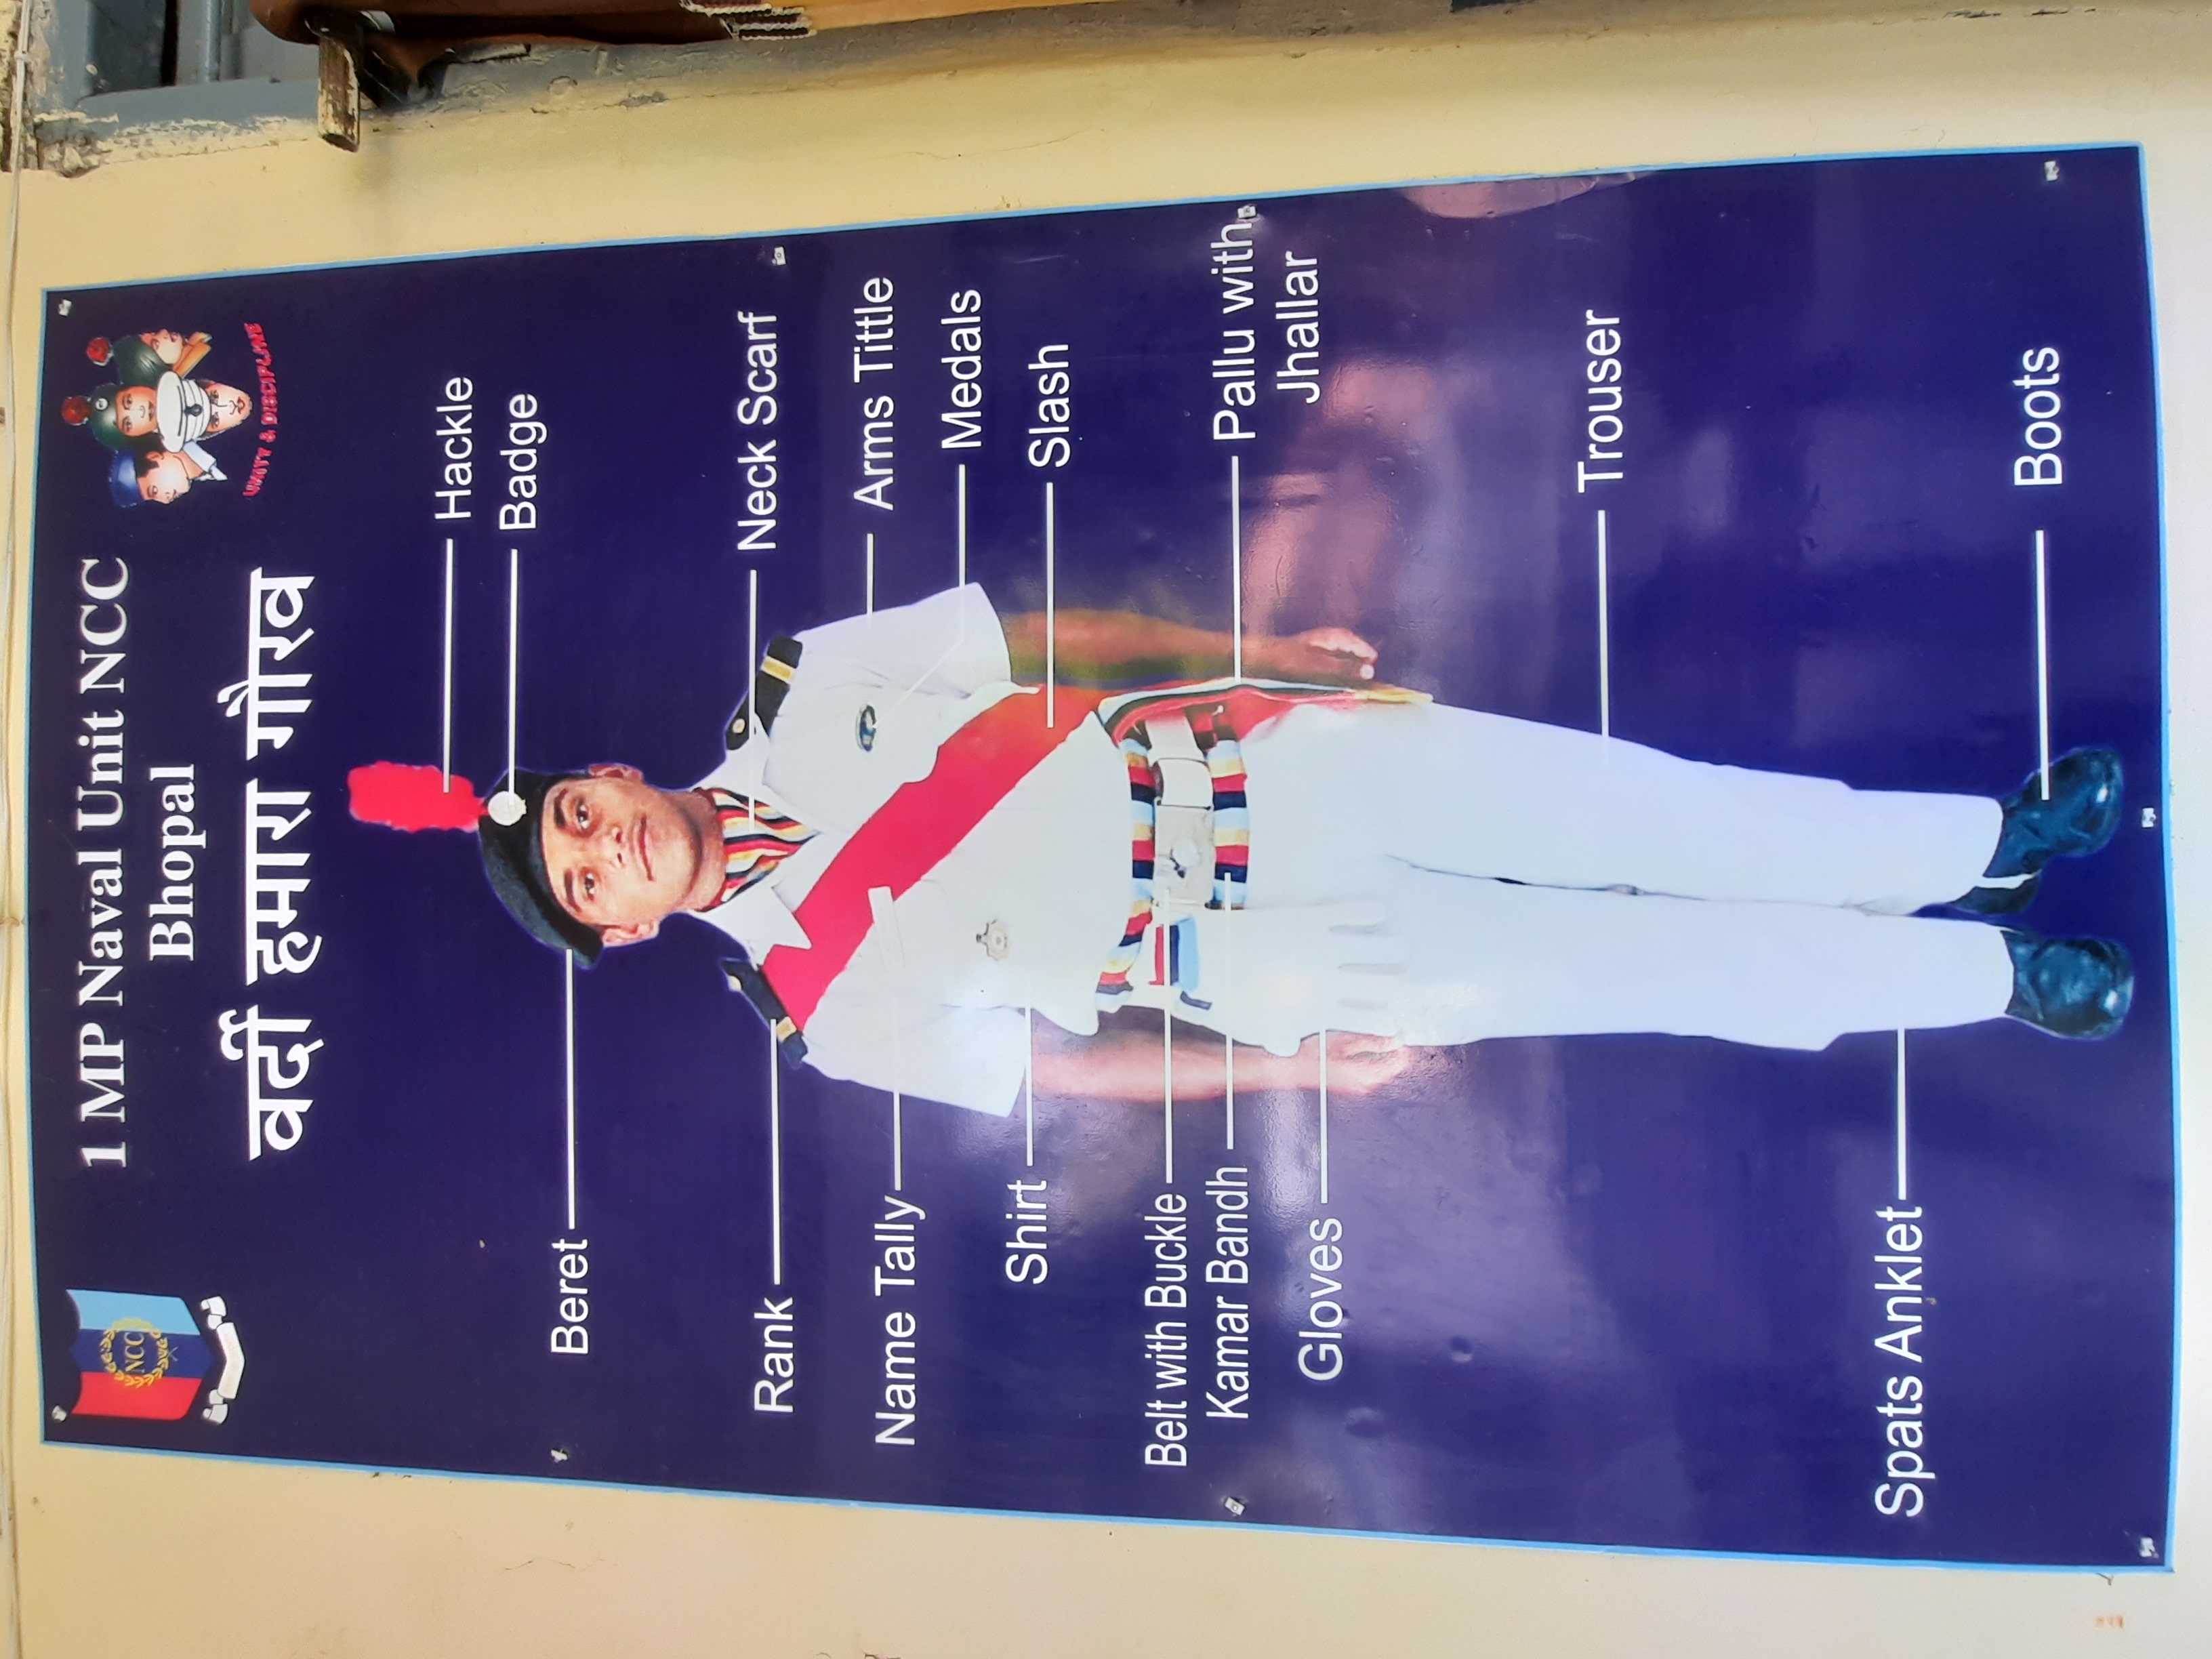 NCC
1 MP Naval Unit NCC
Bhopal
वर्दी हमारा गौरव
UNITY & DISCIPLINE
Hackle
Badge
Beret
Rank
Neck Scarf
Name Tally
Arms Tittle
Medals
Shirt
Slash
Belt with Buckle
Kamar Bandh
Pallu with
Jhallar
Gloves
Trouser
Spats Anklet
Boots